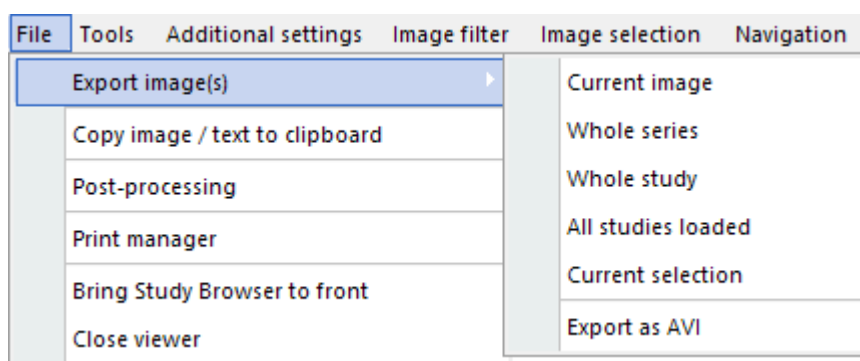 File Tools Additional settings Image filter Image selection Navigation
Export image(s)
Copy image / text to clipboard
Post-processing
Print manager
Bring Study Browser to front
Close viewer
Current image
Whole series
Whole study
All studies loaded
Current selection
Export as AVI